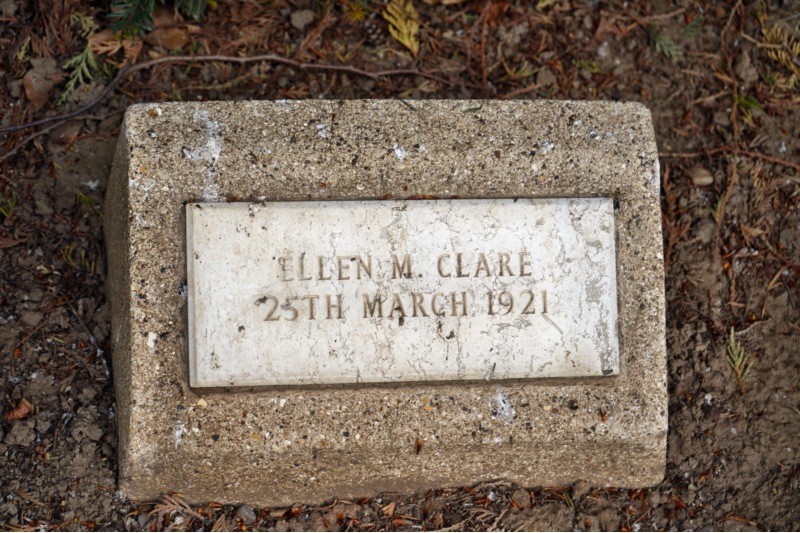 ELLEN M. CLARE
25TH MARCH 1921